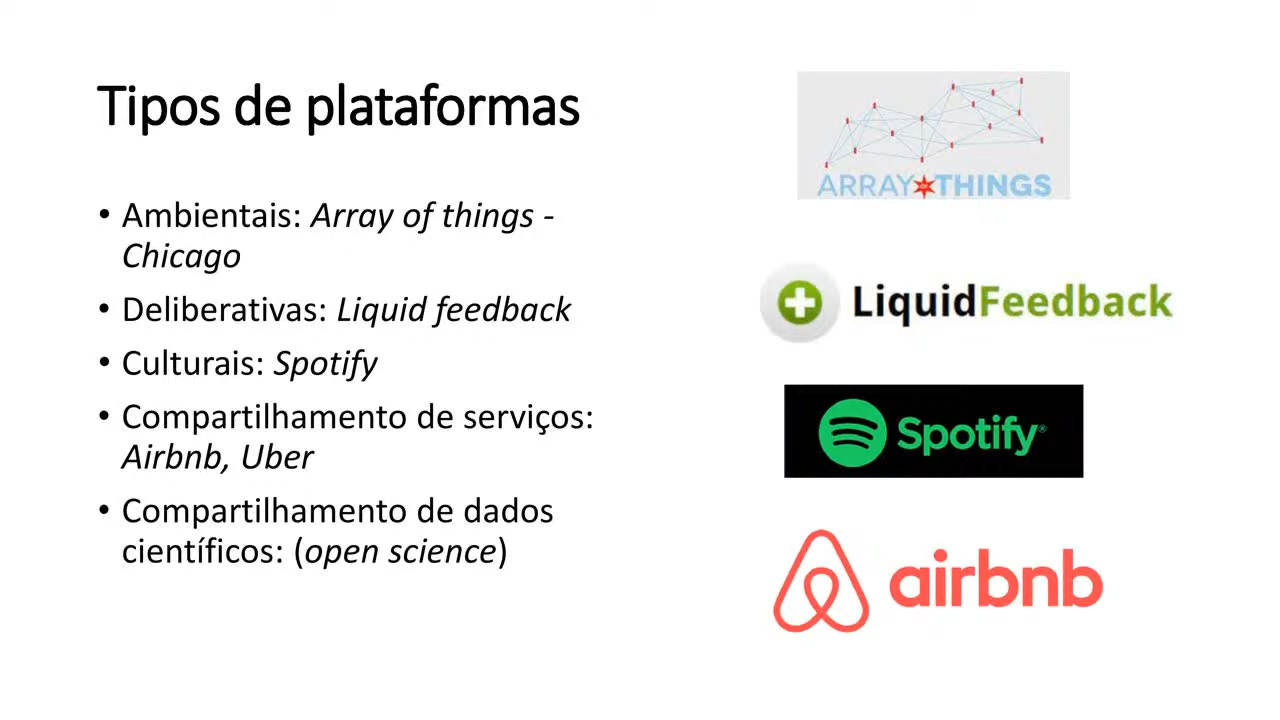 Tipos de plataformas
• Ambientais: Array of things -
Chicago
• Deliberativas: Liquid feedback
• Culturais: Spotify
• Compartilhamento de serviços:
Airbnb, Uber
• Compartilhamento de dados
científicos: (open science)
ARRAY OF THINGS
LiquidFeedback
Spotify®
airbnb